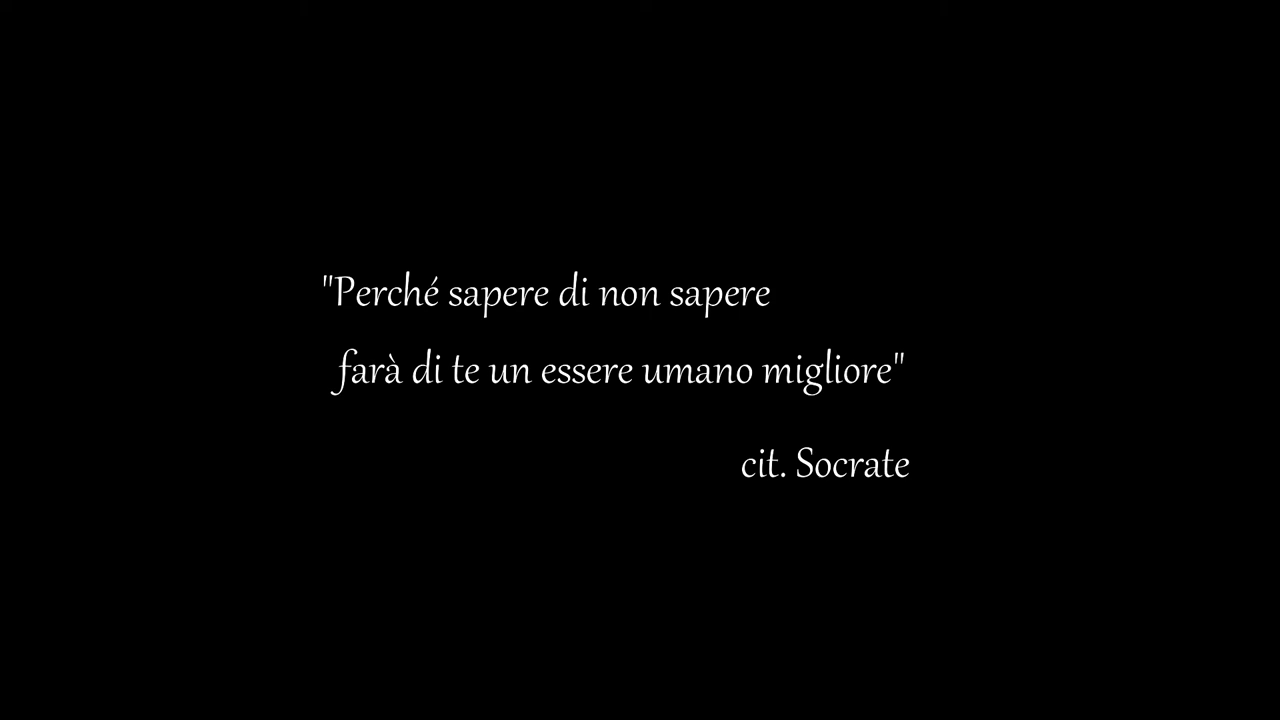 "Perché sapere di non sapere
farà di te un essere umano migliore"
cit. Socrate